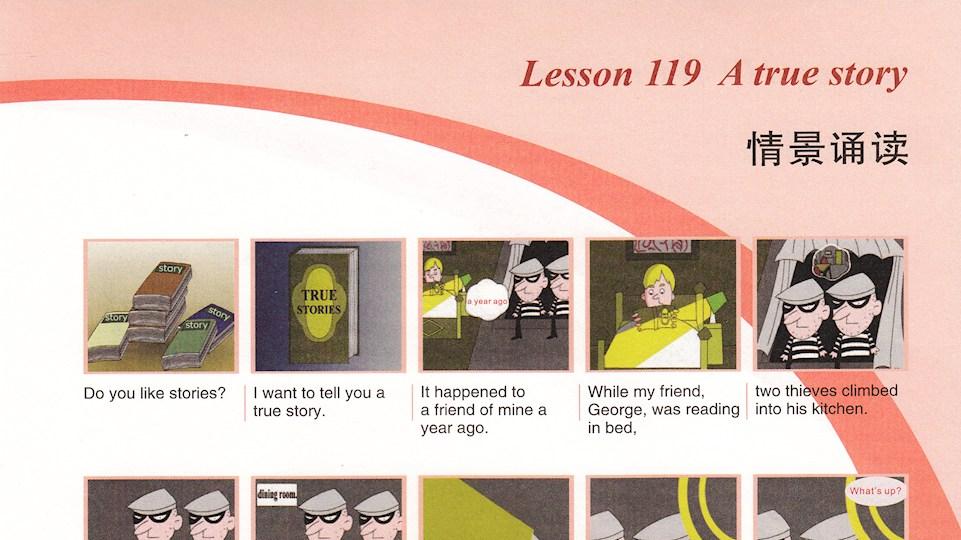 Lesson 119 A true story
情景诵读
story
story
story
story
TRUE
STORIES
a year ago
Do you like stories?
I want to tell you a
true story.
It happened to
a friend of mine a
year ago.
While my friend,
George, was reading
in bed,
two thieves climbed
into his kitchen.
dining room.
What's up?